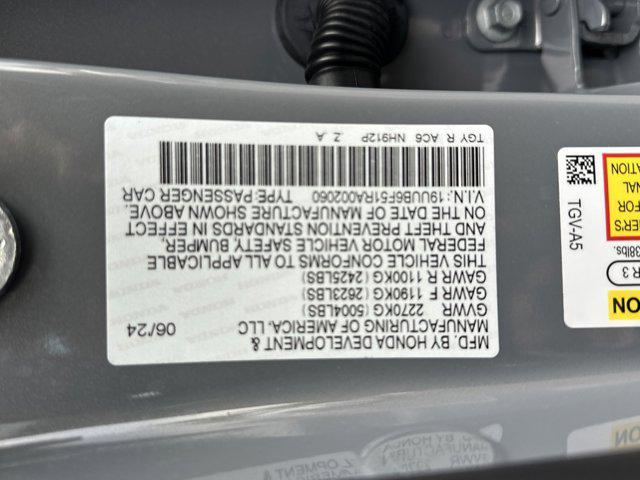 MFD. BY HONDA DEVELOPMENT &
MANUFACTURING OF AMERICA, LLC 06/24
GVWR 2270KG (5004LBS)
GAWR F 1190KG (2623LBS)
GAWR R 1100KG (2425LBS)
THIS VEHICLE CONFORMS TO ALL APPLICABLE
FEDERAL MOTOR VEHICLE SAFETY, BUMPER,
AND THEFT PREVENTION STANDARDS IN EFFECT
ON THE DATE OF MANUFACTURE SHOWN ABOVE.
V.I.N.: 19UUB6F51RA002060 TYPE:PASSENGER CAR
TGY R AC6 NH912P Z A
TGV-A5
38lbs.
R 3